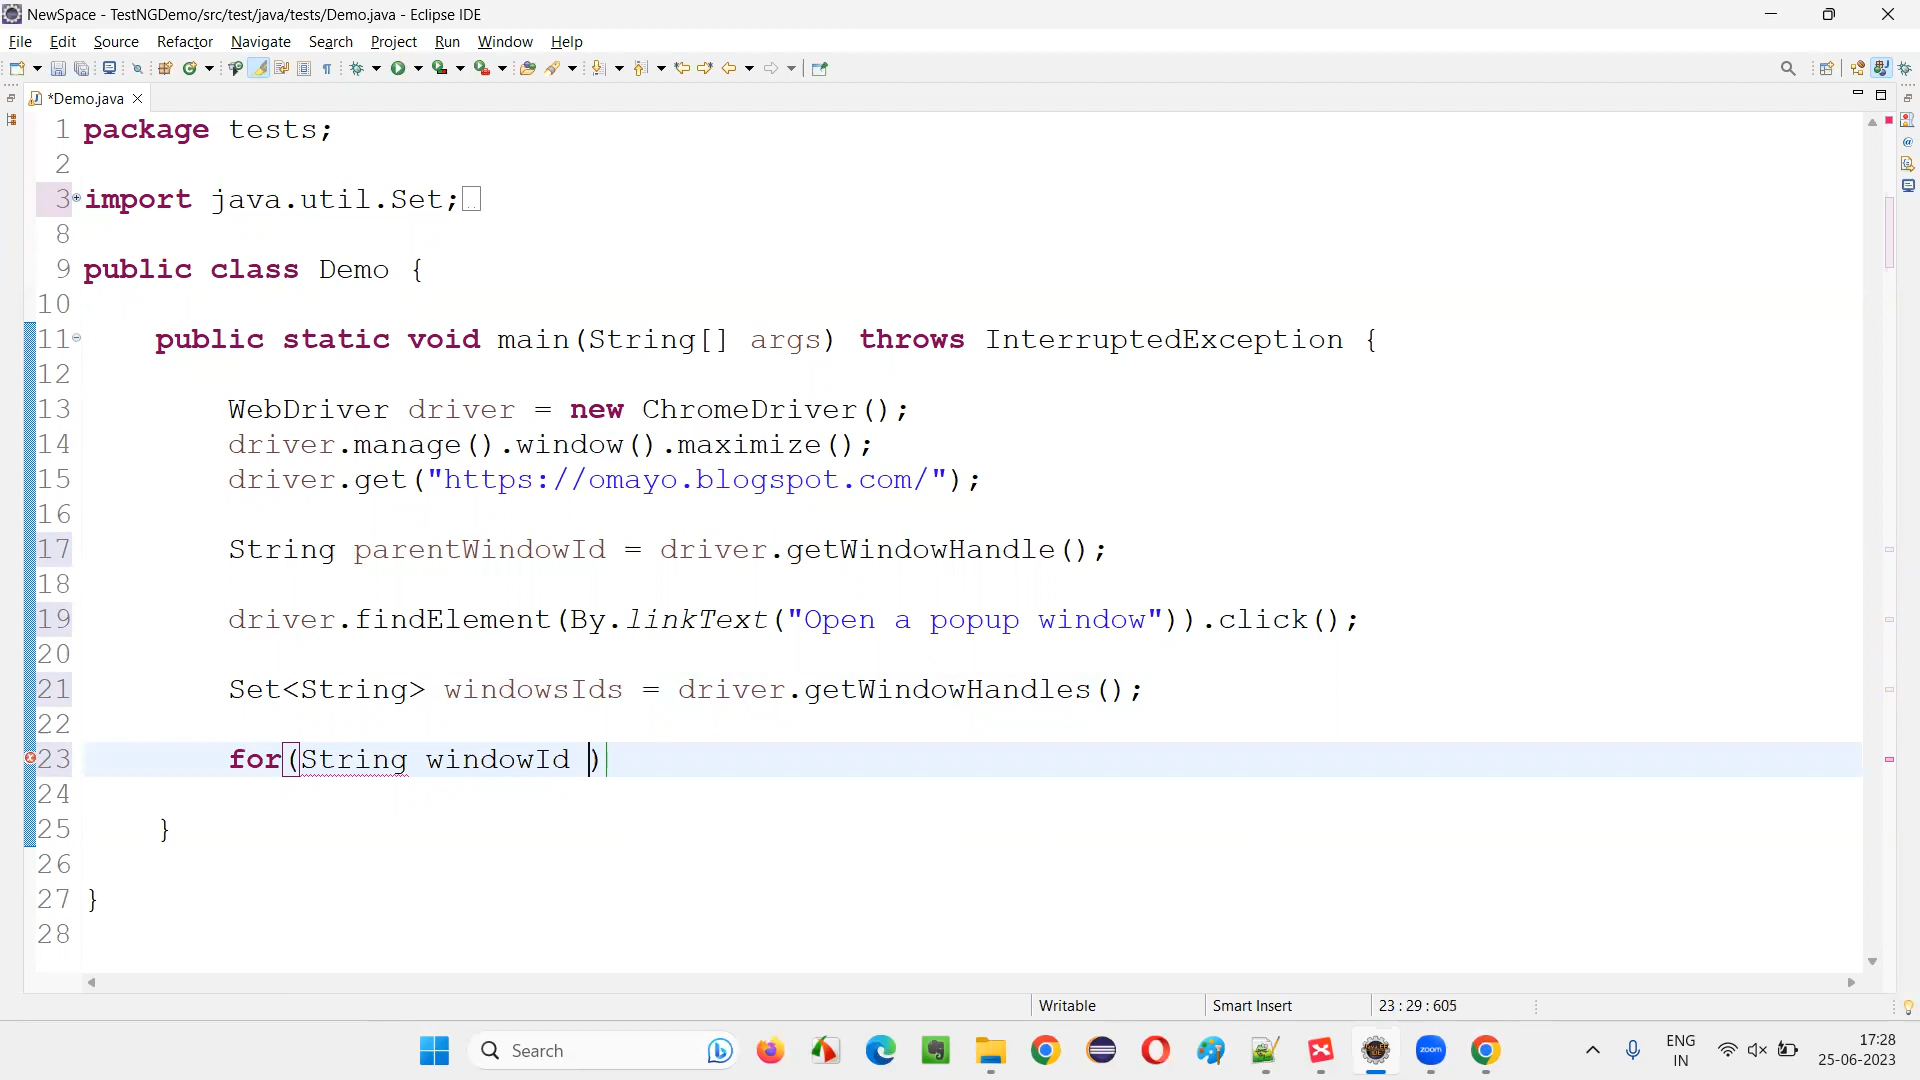 NewSpace - TestNGDemo/src/test/java/tests/Demo.java - Eclipse IDE
File Edit Source Refactor Navigate Search Project Run Window Help
*Demo.java
1 package tests;
2
3 import java.util.Set;
8
9 public class Demo {
10
11 public static void main(String[] args) throws InterruptedException {
12
13 WebDriver driver = new ChromeDriver();
14 driver.manage().window().maximize();
15 driver.get("https://omayo.blogspot.com/");
16
17 String parentWindowId = driver.getWindowHandle();
18
19 driver.findElement(By.linkText("Open a popup window")).click();
20
21 Set<String> windowsIds = driver.getWindowHandles();
22
23 for(String windowId )
24
25 }
26
27 }
28
Writable Smart Insert 23 : 29 : 605
Search zoom ENG IN 17:28 25-06-2023